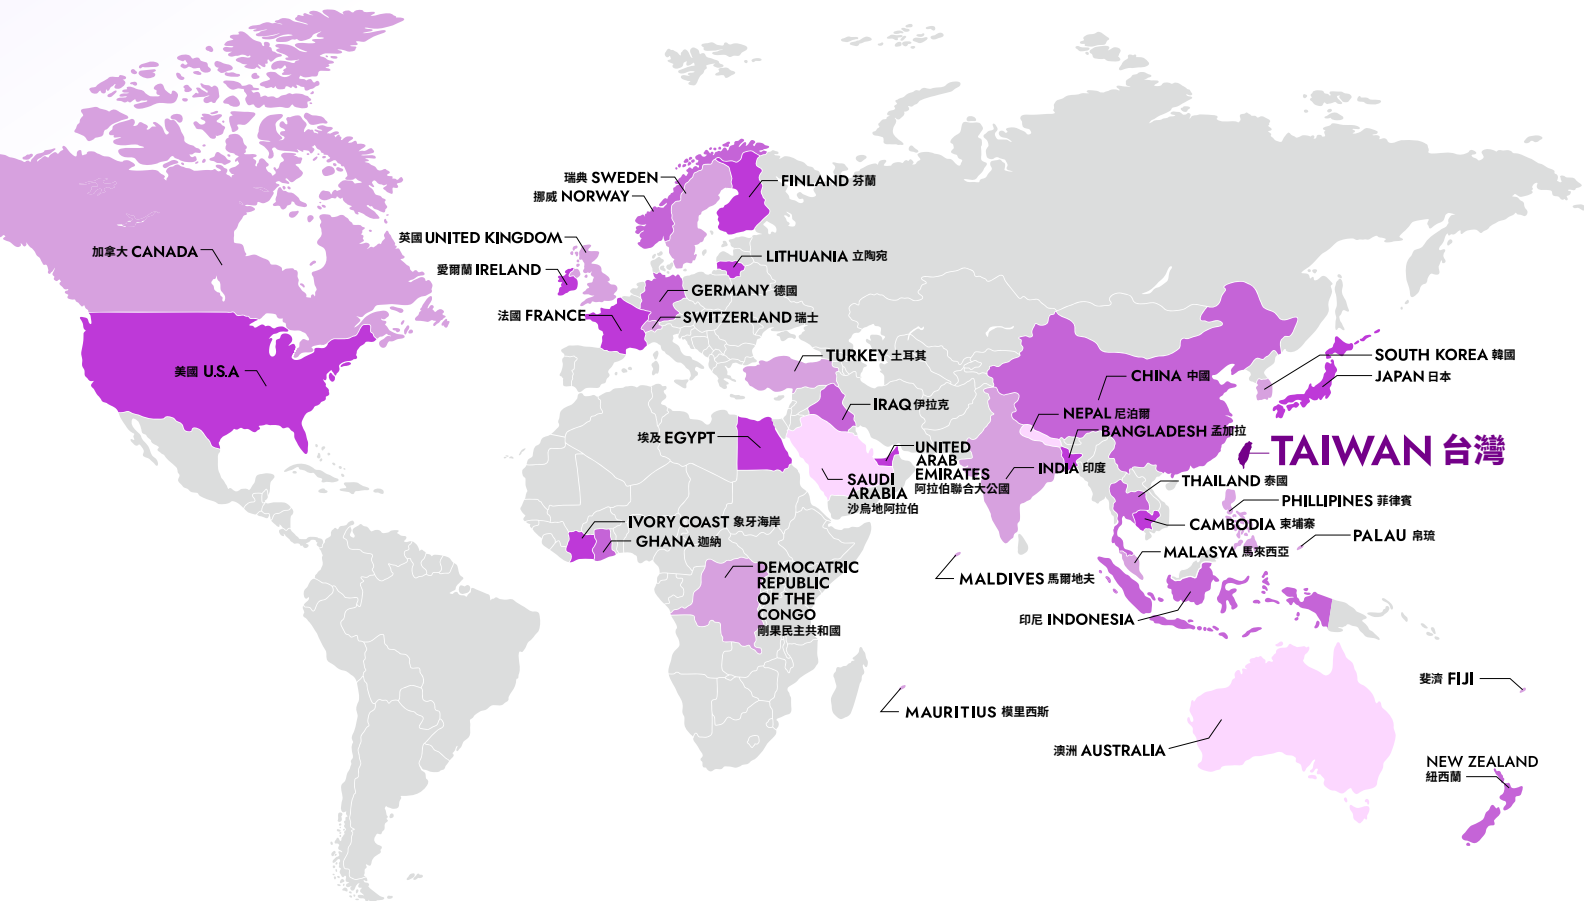 瑞典 SWEDEN
挪威 NORWAY
FINLAND 芬蘭
英國 UNITED KINGDOM
加拿大 CANADA
LITHUANIA 立陶宛
愛爾蘭 IRELAND
GERMANY 德國
法國 FRANCE
SWITZERLAND 瑞士
TURKEY 土耳其
SOUTH KOREA 韓國
美國 U.S.A
CHINA 中國
JAPAN 日本
IRAQ 伊拉克
NEPAL 尼泊爾
BANGLADESH 孟加拉
埃及 EGYPT
TAIWAN 台灣
UNITED
ARAB
EMIRATES
阿拉伯聯合大公國
INDIA 印度
SAUDI
ARABIA
沙烏地阿拉伯
THAILAND 泰國
PHILLIPINES 菲律賓
IVORY COAST 象牙海岸
CAMBODIA 柬埔寨
GHANA 迦納
PALAU 帛琉
MALASYA 馬來西亞
DEMOCATRIC
REPUBLIC
OF THE
CONGO
剛果民主共和國
MALDIVES 馬爾地夫
印尼 INDONESIA
斐濟 FIJI
MAURITIUS 模里西斯
澳洲 AUSTRALIA
NEW ZEALAND
紐西蘭